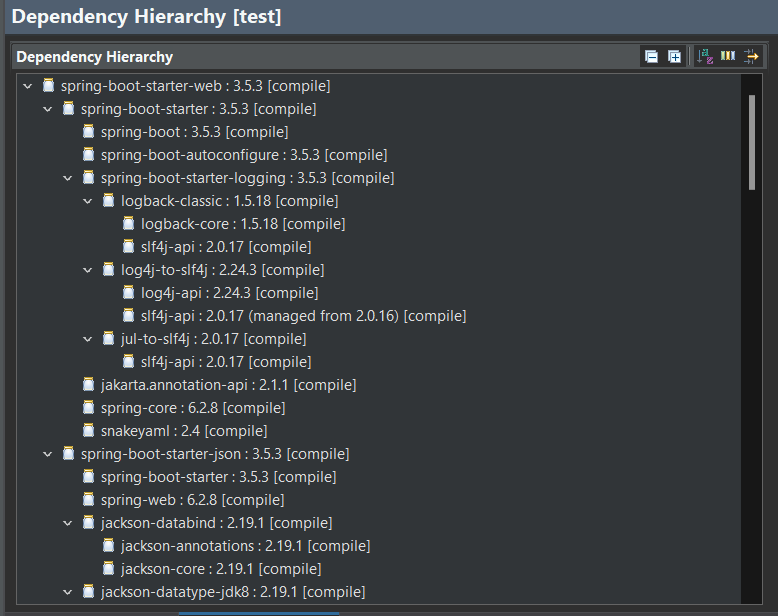 Dependency Hierarchy [test]
Dependency Hierarchy
spring-boot-starter-web : 3.5.3 [compile]
spring-boot-starter : 3.5.3 [compile]
spring-boot : 3.5.3 [compile]
spring-boot-autoconfigure : 3.5.3 [compile]
spring-boot-starter-logging : 3.5.3 [compile]
logback-classic : 1.5.18 [compile]
logback-core : 1.5.18 [compile]
slf4j-api : 2.0.17 [compile]
log4j-to-slf4j : 2.24.3 [compile]
log4j-api : 2.24.3 [compile]
slf4j-api : 2.0.17 (managed from 2.0.16) [compile]
jul-to-slf4j : 2.0.17 [compile]
slf4j-api : 2.0.17 [compile]
jakarta.annotation-api : 2.1.1 [compile]
spring-core : 6.2.8 [compile]
snakeyaml : 2.4 [compile]
spring-boot-starter-json : 3.5.3 [compile]
spring-boot-starter : 3.5.3 [compile]
spring-web : 6.2.8 [compile]
jackson-databind : 2.19.1 [compile]
jackson-annotations : 2.19.1 [compile]
jackson-core : 2.19.1 [compile]
jackson-datatype-jdk8 : 2.19.1 [compile]